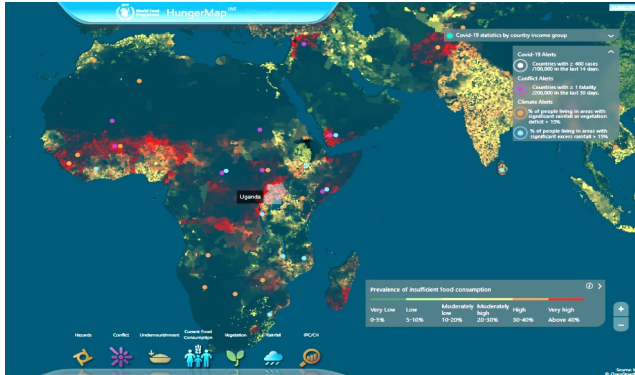 wfp
World Food
Programme
HungerMap LIVE
Covid-19 statistics by country income group
Covid-19 Alerts
Countries with ≥ 400 cases
/100,000 in the last 14 days.
Conflict Alerts
Countries with ≥ 1 fatality
/200,000 in the last 30 days.
Climate Alerts
% of people living in areas with
significant rainfall or vegetation
deficit > 15%
% of people living in areas with
significant excess rainfall > 15%
Uganda
Prevalence of insufficient food consumption
Very Low
Low
Moderately low
Moderately high
High
Very high
0-5%
5-10%
10-20%
20-30%
30-40%
Above 40%
Hazards
Conflict
Undernourishment
Current Food Consumption
Vegetation
Rainfall
IPC/CH
+
−
Source:
© OpenStreet